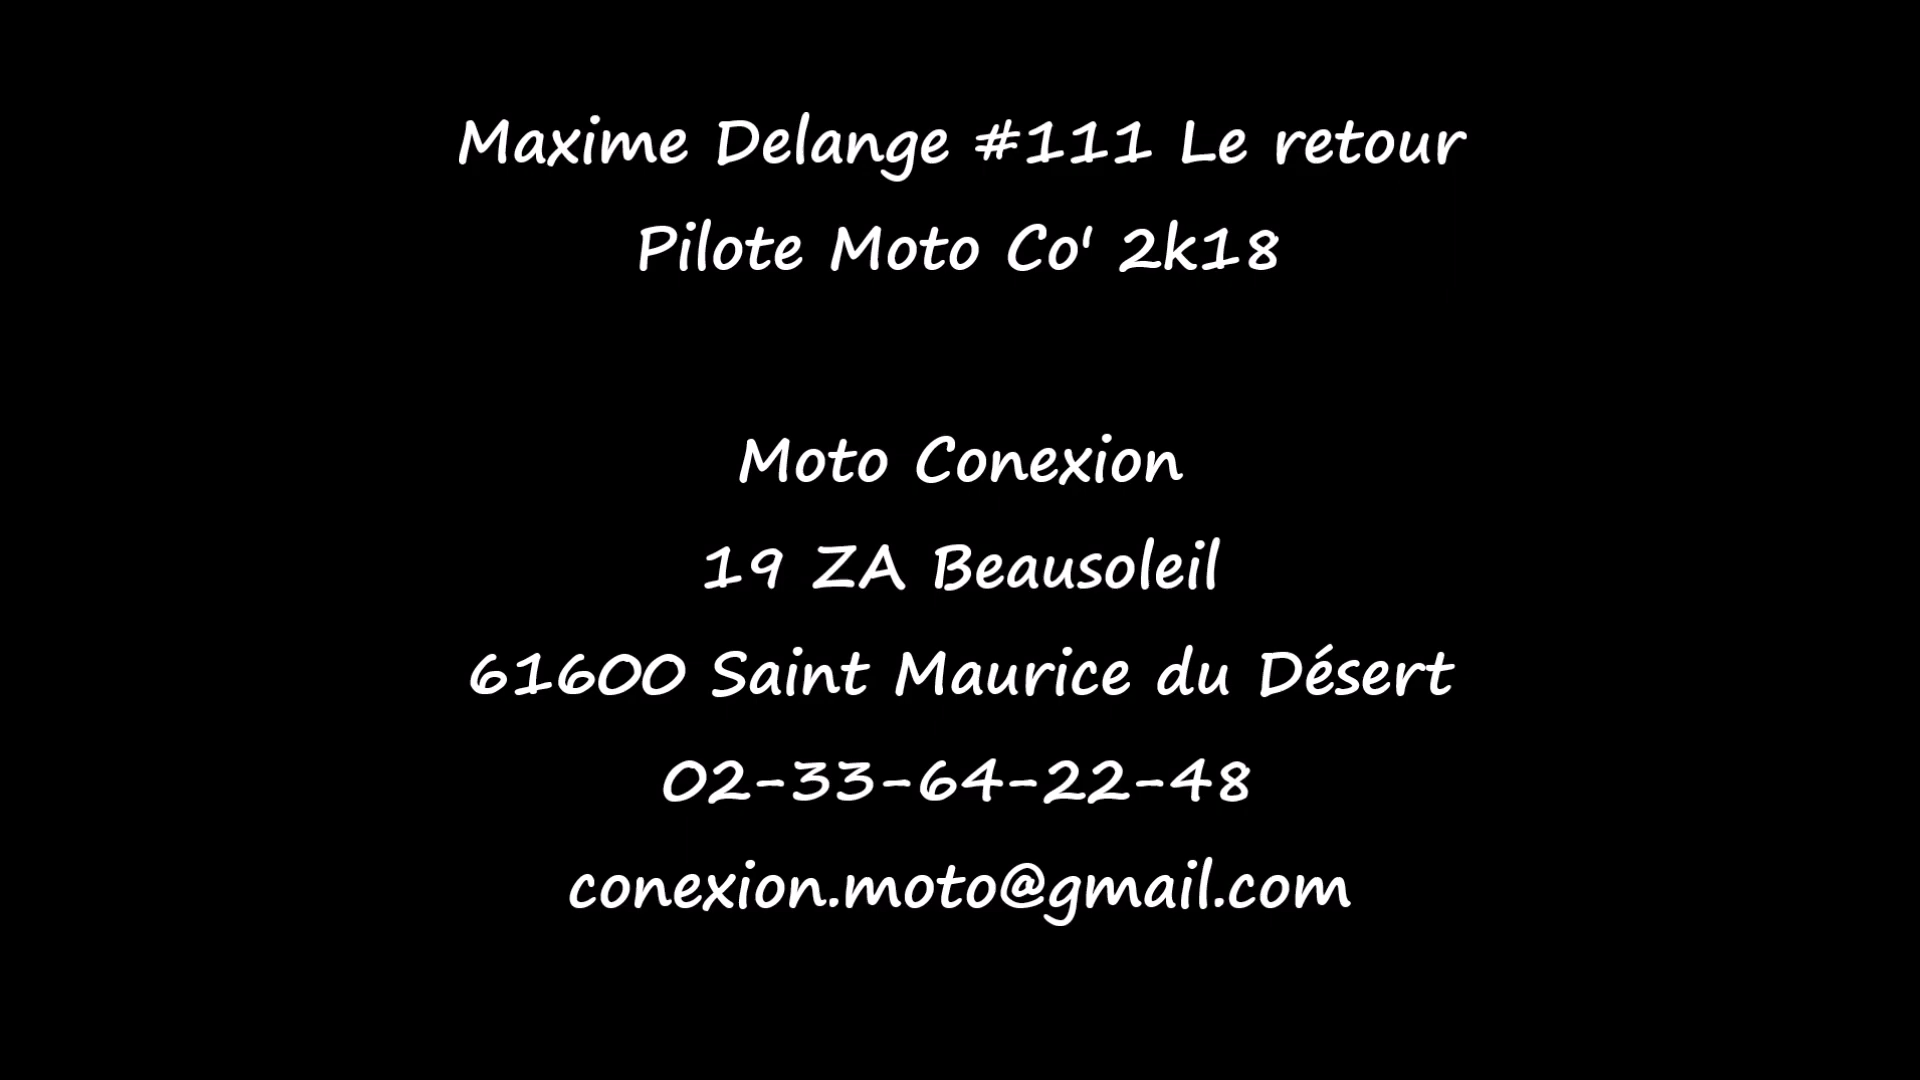 Maxime Delange #111 Le retour
Pilote Moto Co' 2k18
Moto Conexion
19 ZA Beausoleil
61600 Saint Maurice du Désert
02-33-64-22-48
conexion.moto@gmail.com